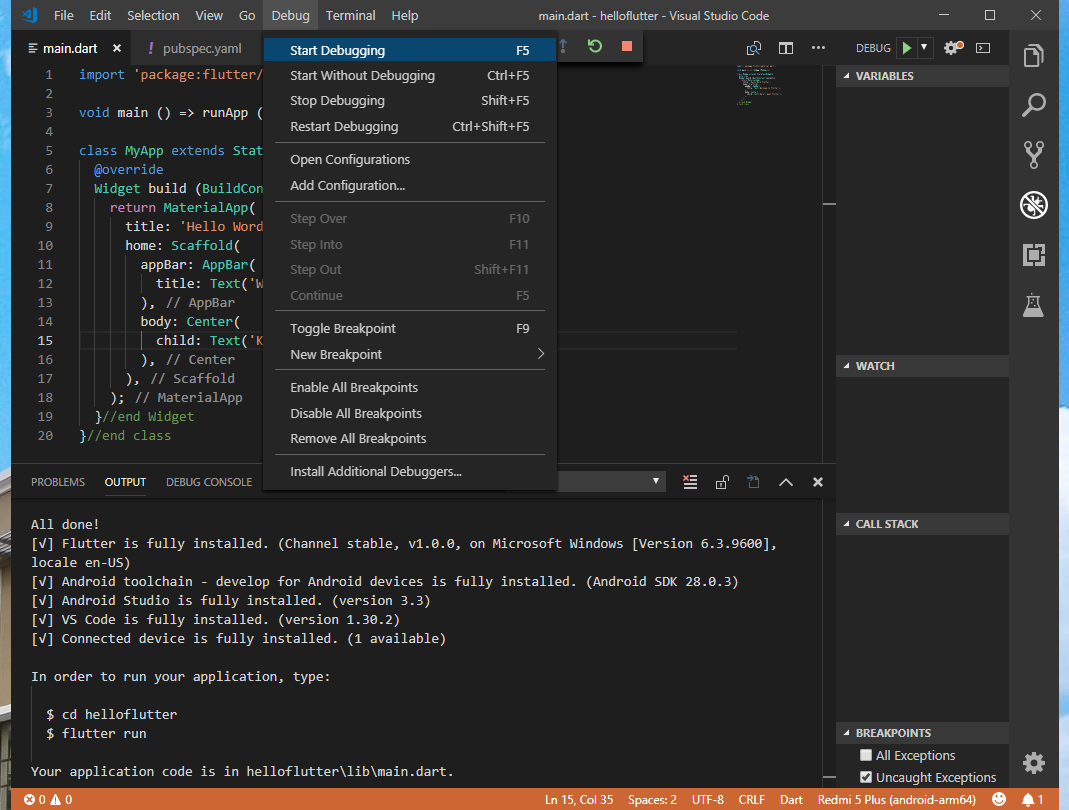 File Edit Selection View Go Debug Terminal Help main.dart - helloflutter - Visual Studio Code
main.dart pubspec.yaml
DEBUG
Start Debugging F5
Start Without Debugging Ctrl+F5
Stop Debugging Shift+F5
Restart Debugging Ctrl+Shift+F5
Open Configurations
Add Configuration...
Step Over F10
Step Into F11
Step Out Shift+F11
Continue F5
Toggle Breakpoint F9
New Breakpoint
Enable All Breakpoints
Disable All Breakpoints
Remove All Breakpoints
Install Additional Debuggers...
1 import 'package:flutter/
2
3 void main () => runApp (
4
5 class MyApp extends Stat
6 @override
7 Widget build (BuildCon
8 return MaterialApp(
9 title: 'Hello Word
10 home: Scaffold(
11 appBar: AppBar(
12 title: Text('W
13 ), // AppBar
14 body: Center(
15 child: Text('K
16 ), // Center
17 ), // Scaffold
18 ); // MaterialApp
19 }//end Widget
20 }//end class
VARIABLES
WATCH
CALL STACK
BREAKPOINTS
All Exceptions
Uncaught Exceptions
PROBLEMS OUTPUT DEBUG CONSOLE
All done!
[√] Flutter is fully installed. (Channel stable, v1.0.0, on Microsoft Windows [Version 6.3.9600],
locale en-US)
[√] Android toolchain - develop for Android devices is fully installed. (Android SDK 28.0.3)
[√] Android Studio is fully installed. (version 3.3)
[√] VS Code is fully installed. (version 1.30.2)
[√] Connected device is fully installed. (1 available)
In order to run your application, type:
$ cd helloflutter
$ flutter run
Your application code is in helloflutter\lib\main.dart.
0 0 Ln 15, Col 35 Spaces: 2 UTF-8 CRLF Dart Redmi 5 Plus (android-arm64) 1